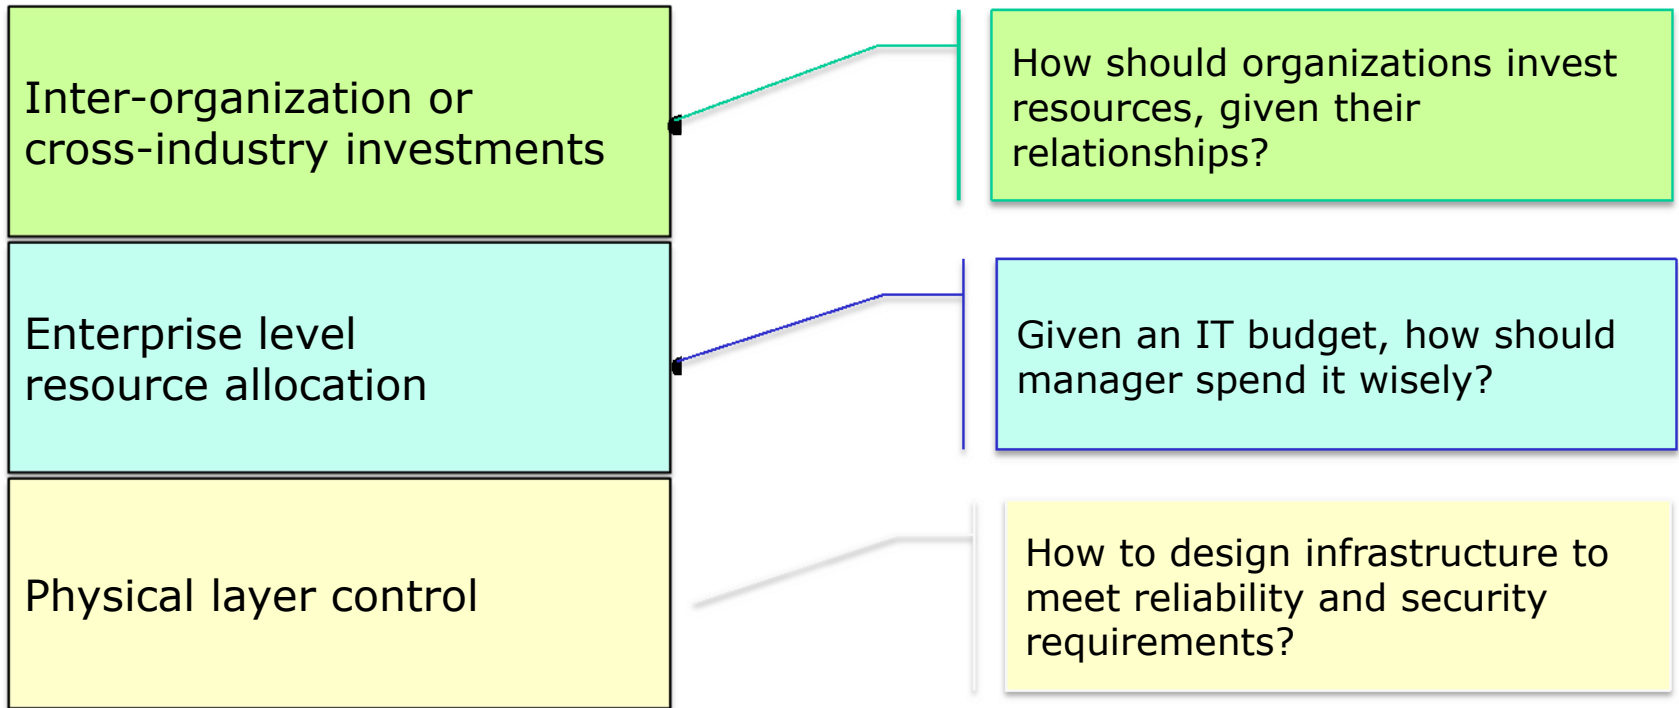 Inter-organization or
cross-industry investments
How should organizations invest
resources, given their
relationships?
Enterprise level
resource allocation
Given an IT budget, how should
manager spend it wisely?
Physical layer control
How to design infrastructure to
meet reliability and security
requirements?